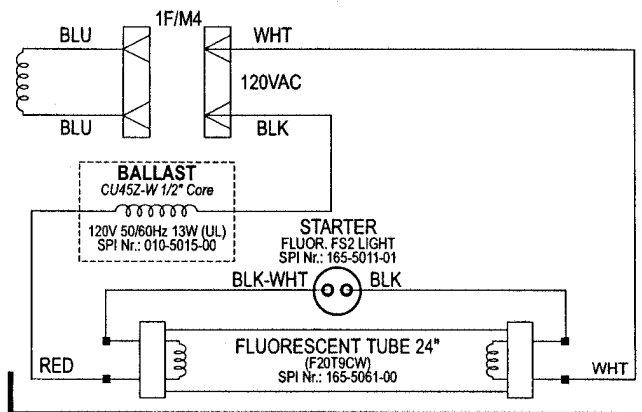 1F/M4
BLU
WHT
120VAC
BLU
BLK
BALLAST
CU45Z-W 1/2" Core
120V 50/60Hz 13W (UL)
SPI Nr.: 010-5015-00
STARTER
FLUOR. FS2 LIGHT
SPI Nr.: 165-5011-01
BLK-WHT
BLK
FLUORESCENT TUBE 24"
(F20T9CW)
SPI Nr.: 165-5061-00
RED
WHT